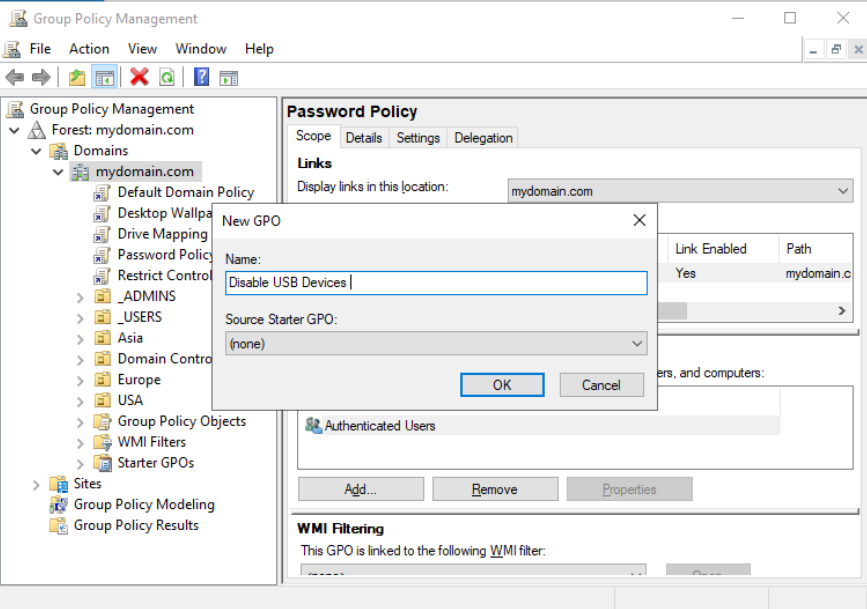 Group Policy Management
File Action View Window Help
Group Policy Management
Forest: mydomain.com
Domains
mydomain.com
Default Domain Policy
Desktop Wallpa
Drive Mapping
Password Policy
Restrict Control
_ADMINS
_USERS
Asia
Domain Contro
Europe
USA
Group Policy Objects
WMI Filters
Starter GPOs
Sites
Group Policy Modeling
Group Policy Results
Password Policy
Scope Details Settings Delegation
Links
Display links in this location: mydomain.com
Link Enabled Path
Yes mydomain.c
New GPO
Name:
Disable USB Devices
Source Starter GPO:
(none)
OK Cancel
ers, and computers:
Authenticated Users
Add... Remove Properties
WMI Filtering
This GPO is linked to the following WMI filter: